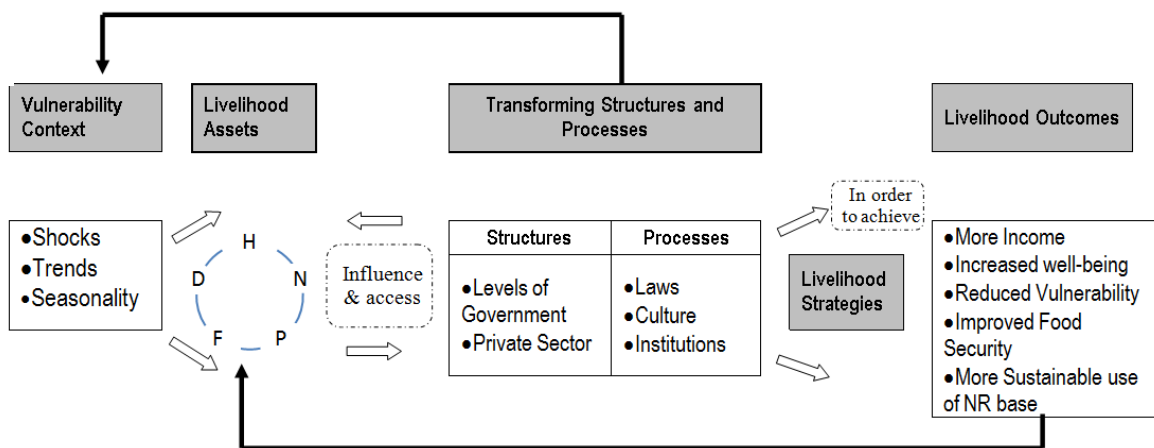 Vulnerability
Context
Livelihood
Assets
Transforming Structures and
Processes
Livelihood Outcomes
●Shocks
●Trends
●Seasonality
H
D
N
F
P
Influence
& access
Structures
Processes
●Levels of
Government
●Private Sector
●Laws
●Culture
●Institutions
In order
to achieve
Livelihood
Strategies
●More Income
●Increased well-being
●Reduced Vulnerability
●Improved Food
Security
●More Sustainable use
of NR base